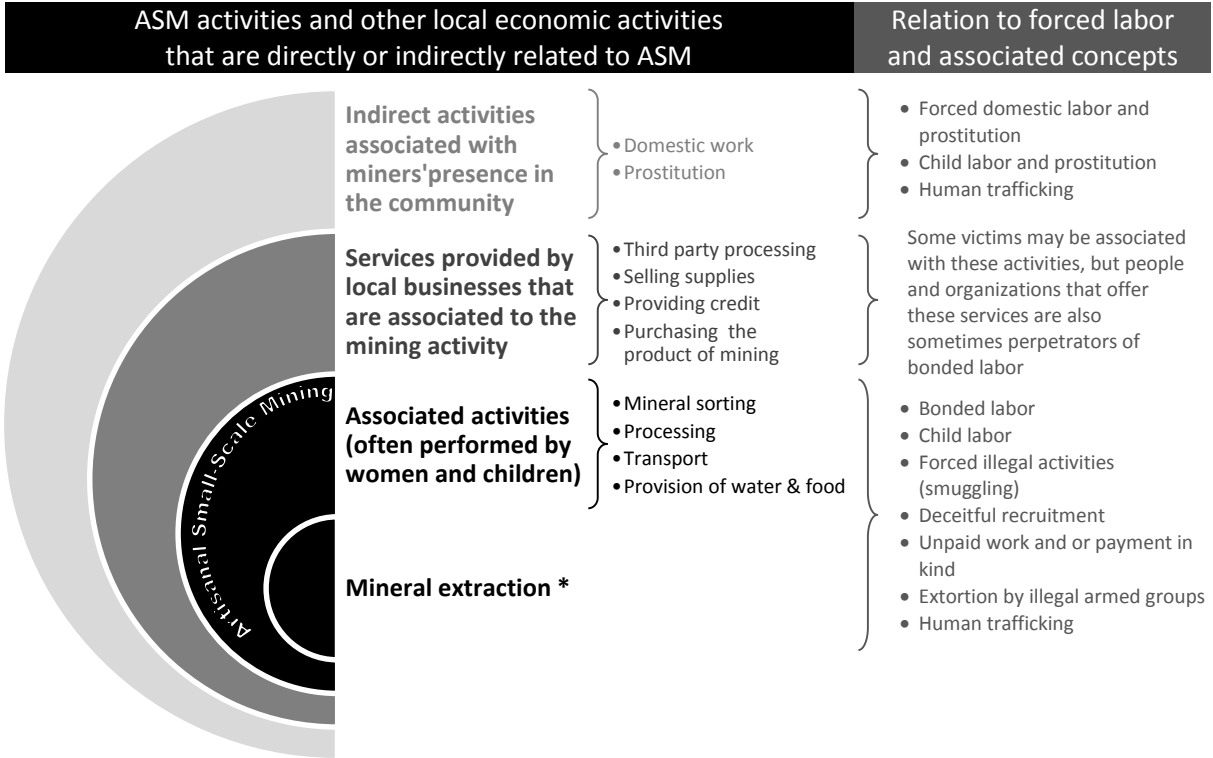 ASM activities and other local economic activities
that are directly or indirectly related to ASM
Relation to forced labor
and associated concepts
Indirect activities
associated with
miners'presence in
the community
• Domestic work
• Prostitution
• Forced domestic labor and
prostitution
• Child labor and prostitution
• Human trafficking
Services provided by
local businesses that
are associated to the
mining activity
• Third party processing
• Selling supplies
• Providing credit
• Purchasing the
product of mining
Some victims may be associated
with these activities, but people
and organizations that offer
these services are also
sometimes perpetrators of
bonded labor
Artisanal Small-Scale Mining
Associated activities
(often performed by
women and children)
• Mineral sorting
• Processing
• Transport
• Provision of water & food
Mineral extraction *
• Bonded labor
• Child labor
• Forced illegal activities
(smuggling)
• Deceitful recruitment
• Unpaid work and or payment in
kind
• Extortion by illegal armed groups
• Human trafficking